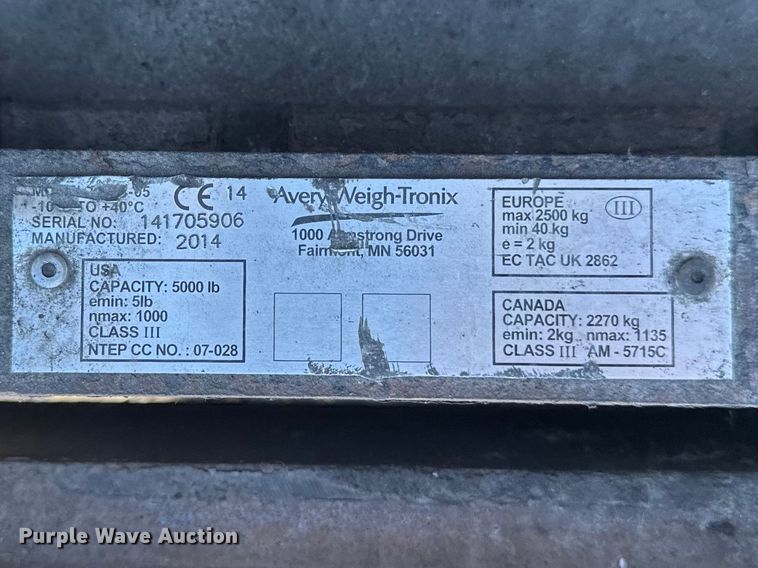 -05
TO +40°C
SERIAL NO: 141705906
MANUFACTURED: 2014
CE 14
Avery Weigh-Tronix
1000 Armstrong Drive
Fairmont, MN 56031
EUROPE
max 2500 kg
min 40 kg
e = 2 kg
EC TAC UK 2862
III
USA
CAPACITY: 5000 lb
emin: 5lb
nmax: 1000
CLASS III
NTEP CC NO. : 07-028
CANADA
CAPACITY: 2270 kg
emin: 2kg nmax: 1135
CLASS III AM - 5715C
Purple Wave Auction